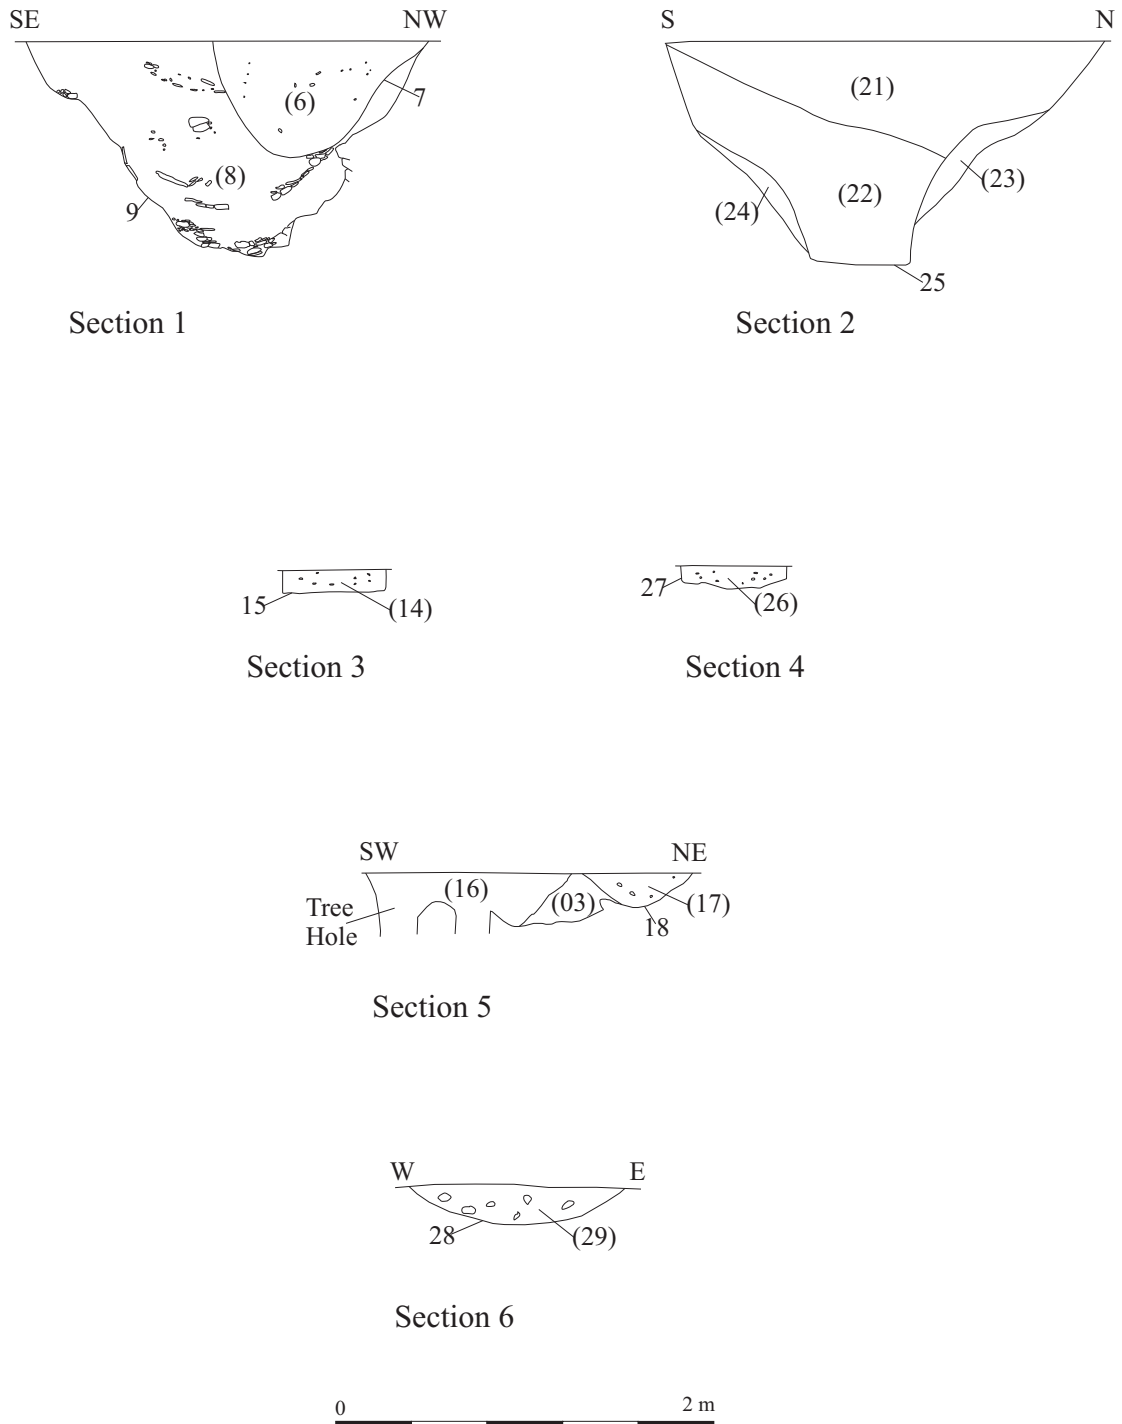 SE NW
(6)
7
(8)
9
Section 1
S N
(21)
(22)
(23)
(24)
25
Section 2
15
(14)
Section 3
27
(26)
Section 4
SW NE
(16)
(03)
(17)
18
Tree
Hole
Section 5
W E
28
(29)
Section 6
0 2 m